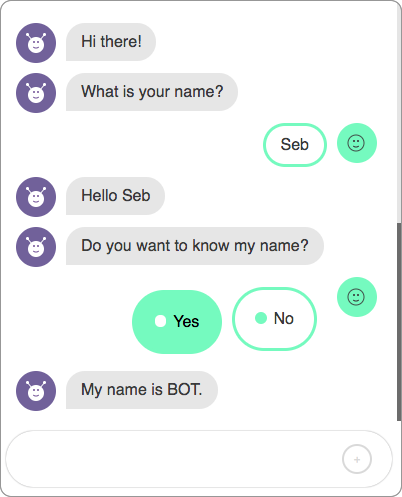 Hi there!
What is your name?
Seb
Hello Seb
Do you want to know my name?
Yes
No
My name is BOT.
+